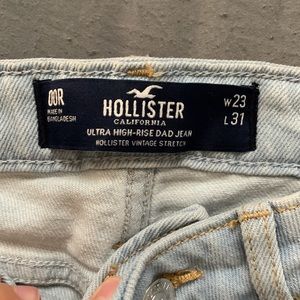 00R
MADE IN
BANGLADESH
HOLLISTER
CALIFORNIA
ULTRA HIGH-RISE DAD JEAN
HOLLISTER VINTAGE STRETCH
W23
L31